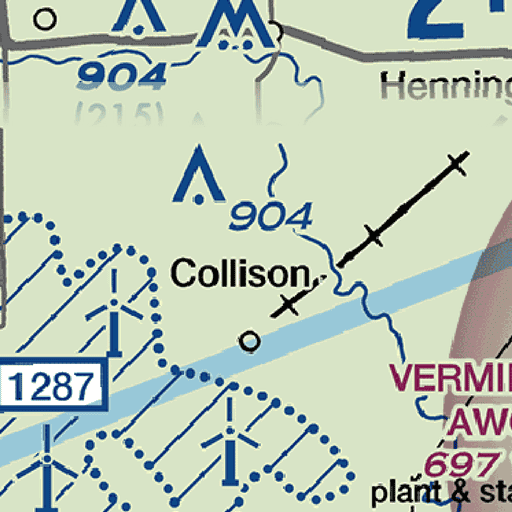 904
Henning
(215)
904
Collison
1287
VERMI
AWO
697
plant & sta